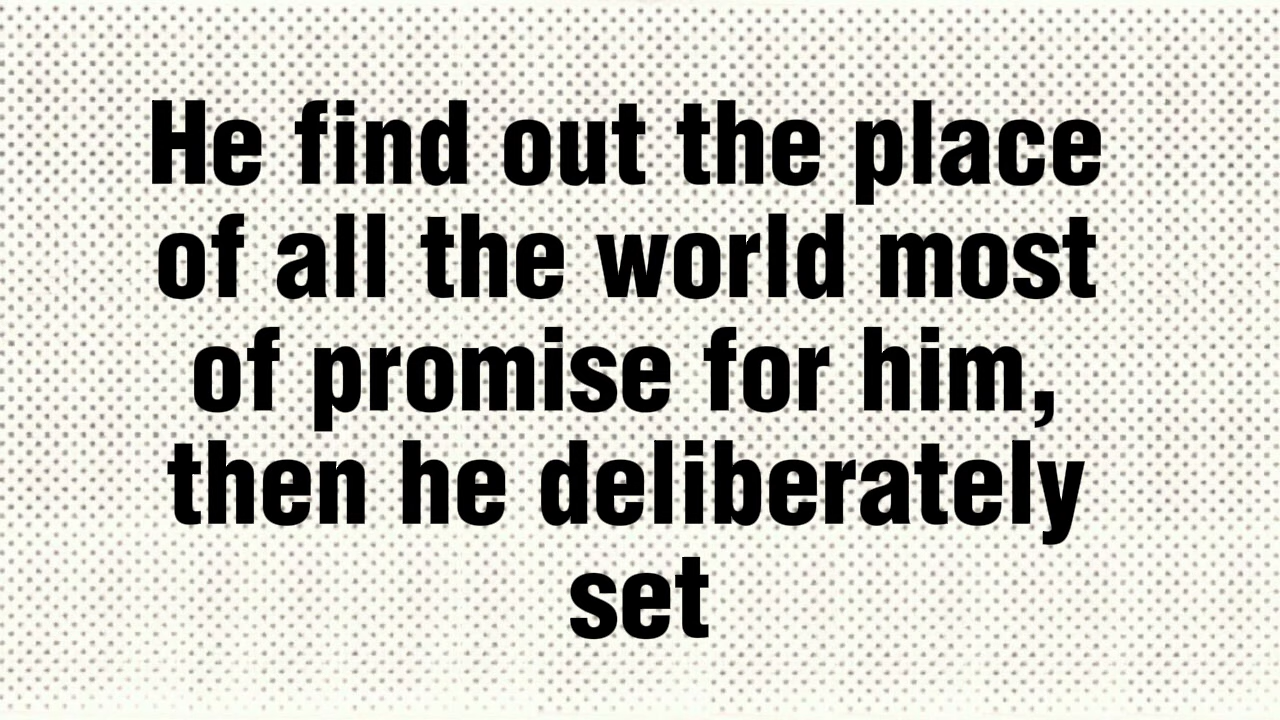 He find out the place
of all the world most
of promise for him,
then he deliberately
set